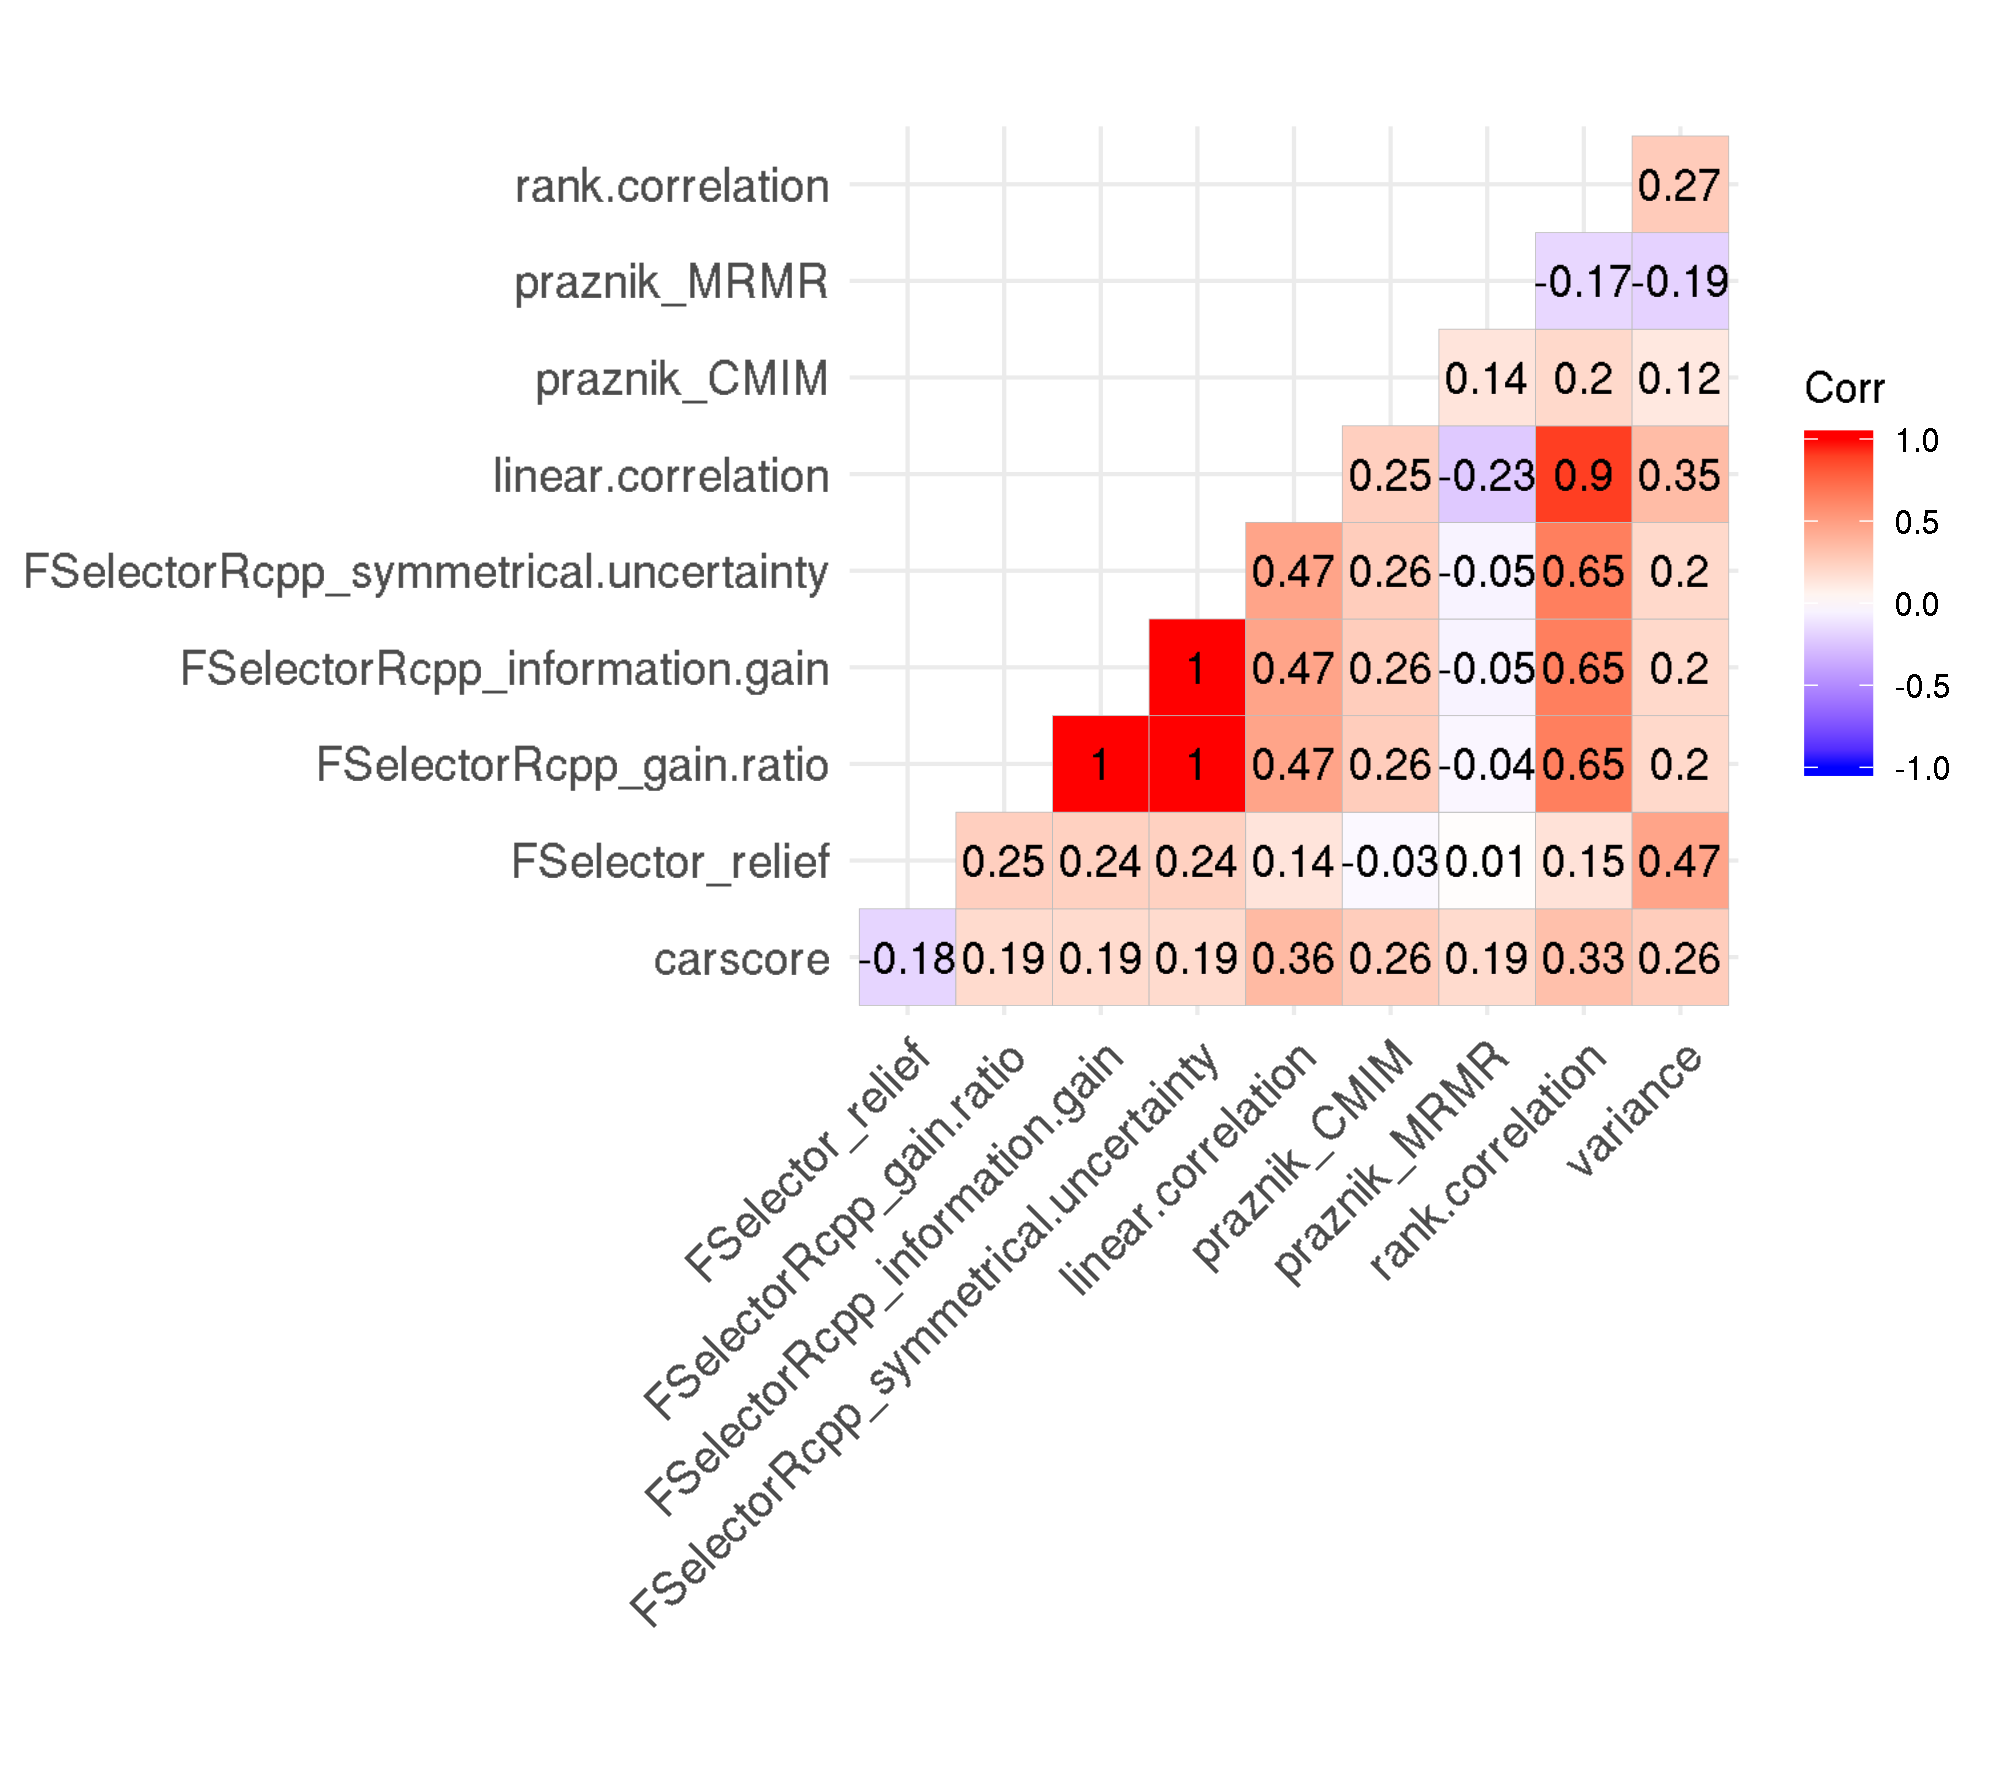 rank.correlation 0.27
praznik_MRMR -0.17 -0.19
praznik_CMIM 0.14 0.2 0.12
linear.correlation 0.25 -0.23 0.9 0.35
FSelectorRcpp_symmetrical.uncertainty 0.47 0.26 -0.05 0.65 0.2
FSelectorRcpp_information.gain 1 0.47 0.26 -0.05 0.65 0.2
FSelectorRcpp_gain.ratio 1 1 0.47 0.26 -0.04 0.65 0.2
FSelector_relief 0.25 0.24 0.24 0.14 -0.03 0.01 0.15 0.47
carscore -0.18 0.19 0.19 0.19 0.36 0.26 0.19 0.33 0.26
FSelector_relief
FSelectorRcpp_gain.ratio
FSelectorRcpp_information.gain
FSelectorRcpp_symmetrical.uncertainty
linear.correlation
praznik_CMIM
praznik_MRMR
rank.correlation
variance
Corr
1.0
0.5
0.0
-0.5
-1.0